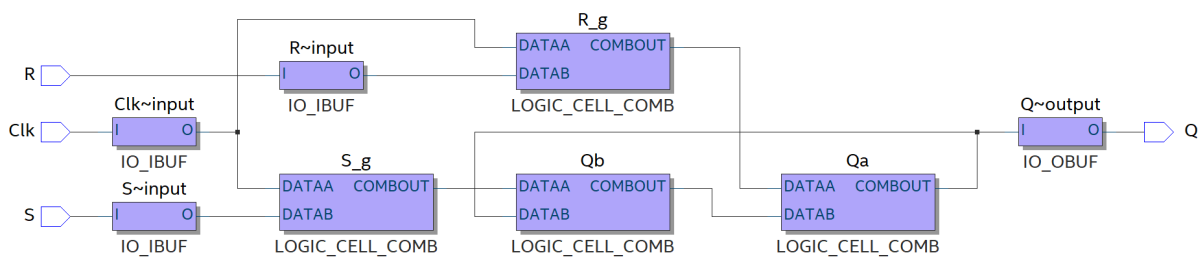 R_g
DATAA COMBOUT
DATAB
LOGIC_CELL_COMB
R~input
I O
IO_IBUF
R
Clk~input
I O
IO_IBUF
Clk
S_g
DATAA COMBOUT
DATAB
LOGIC_CELL_COMB
Qb
DATAA COMBOUT
DATAB
LOGIC_CELL_COMB
Qa
DATAA COMBOUT
DATAB
LOGIC_CELL_COMB
Q~output
I O
IO_OBUF
Q
S~input
I O
IO_IBUF
S